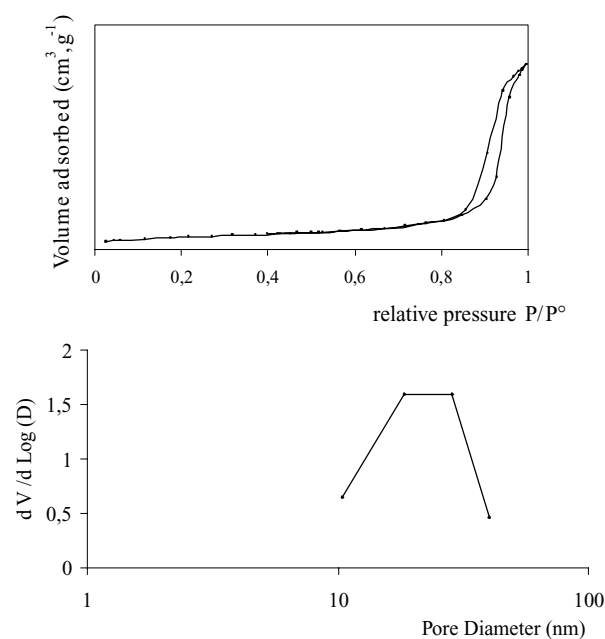 Volume adsorbed (cm³,g⁻¹)
0 0,2 0,4 0,6 0,8 1
relative pressure P/P°
2
1,5
1
0,5
0
dV/d Log (D)
1 10 100
Pore Diameter (nm)